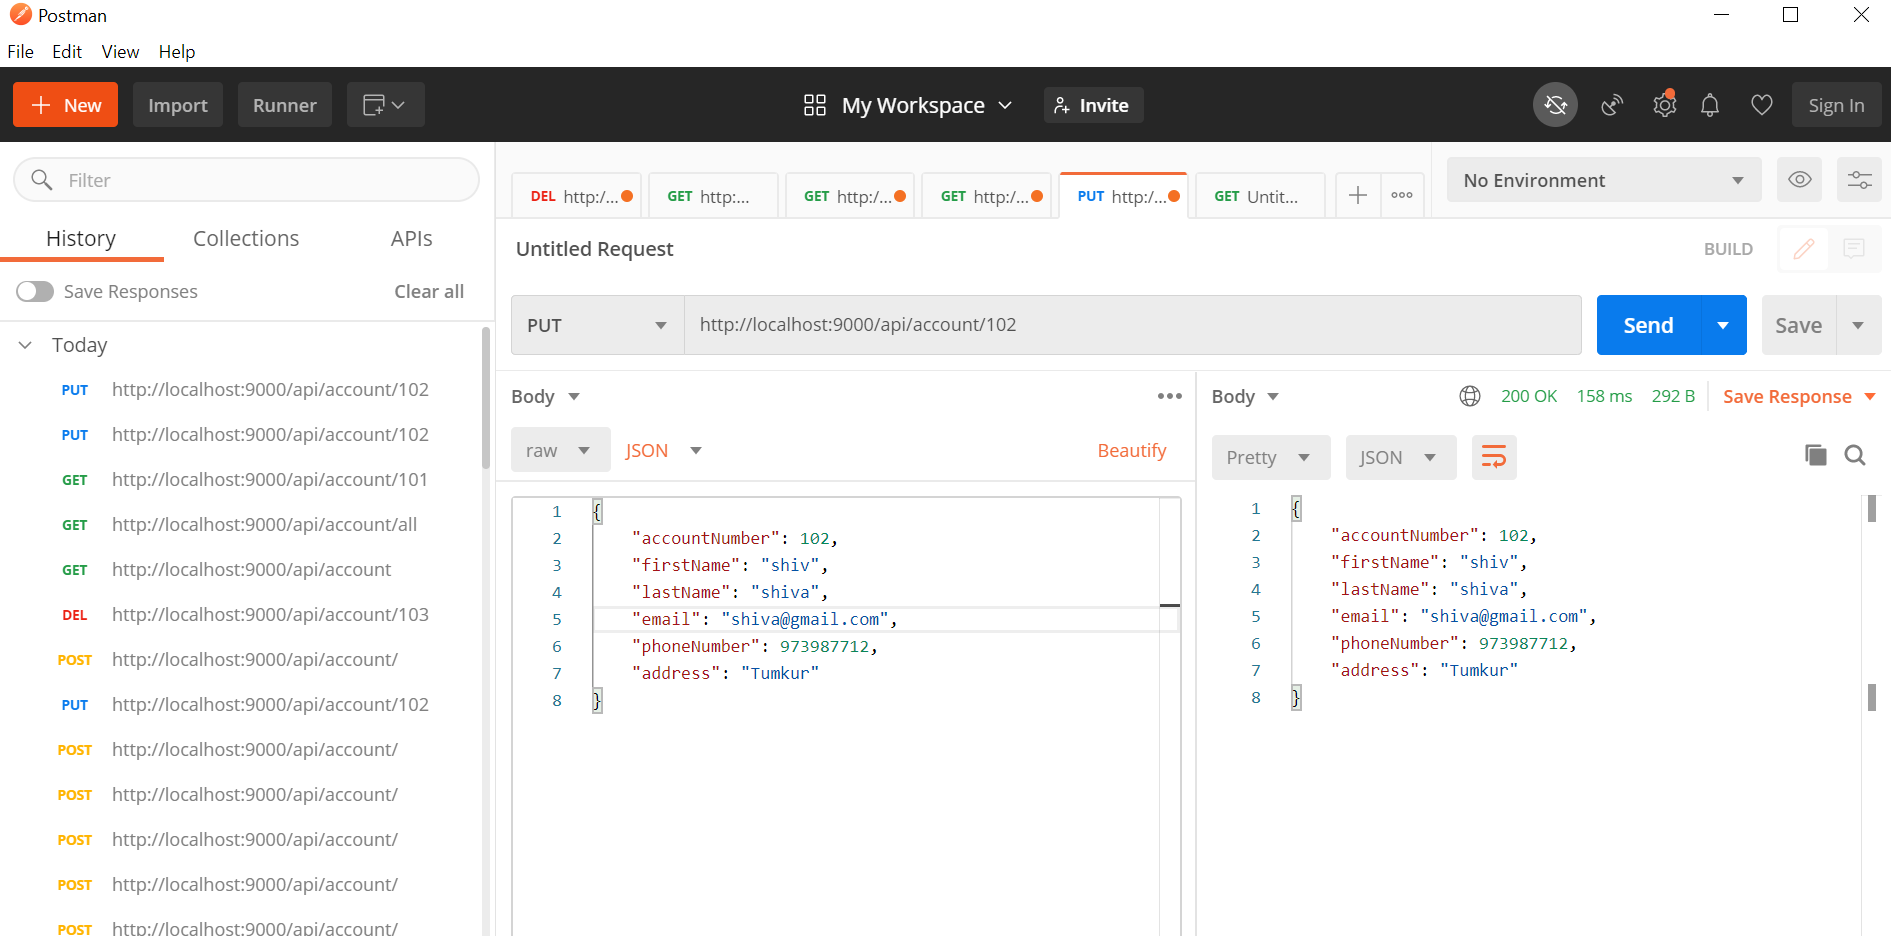 Postman
File Edit View Help
New Import Runner My Workspace Invite Sign In
Filter
History Collections APIs
Save Responses Clear all
Today
PUT http://localhost:9000/api/account/102
PUT http://localhost:9000/api/account/102
GET http://localhost:9000/api/account/101
GET http://localhost:9000/api/account/all
GET http://localhost:9000/api/account
DEL http://localhost:9000/api/account/103
POST http://localhost:9000/api/account/
PUT http://localhost:9000/api/account/102
POST http://localhost:9000/api/account/
POST http://localhost:9000/api/account/
POST http://localhost:9000/api/account/
POST http://localhost:9000/api/account/
POST http://localhost:9000/api/account/
DEL http:/... GET http:... GET http:/... GET http:/... PUT http:/... GET Untit... No Environment
Untitled Request BUILD
PUT http://localhost:9000/api/account/102 Send Save
Body
raw JSON Beautify
1 {
2 "accountNumber": 102,
3 "firstName": "shiv",
4 "lastName": "shiva",
5 "email": "shiva@gmail.com",
6 "phoneNumber": 973987712,
7 "address": "Tumkur"
8 }
Body 200 OK 158 ms 292 B Save Response
Pretty JSON
1 {
2 "accountNumber": 102,
3 "firstName": "shiv",
4 "lastName": "shiva",
5 "email": "shiva@gmail.com",
6 "phoneNumber": 973987712,
7 "address": "Tumkur"
8 }